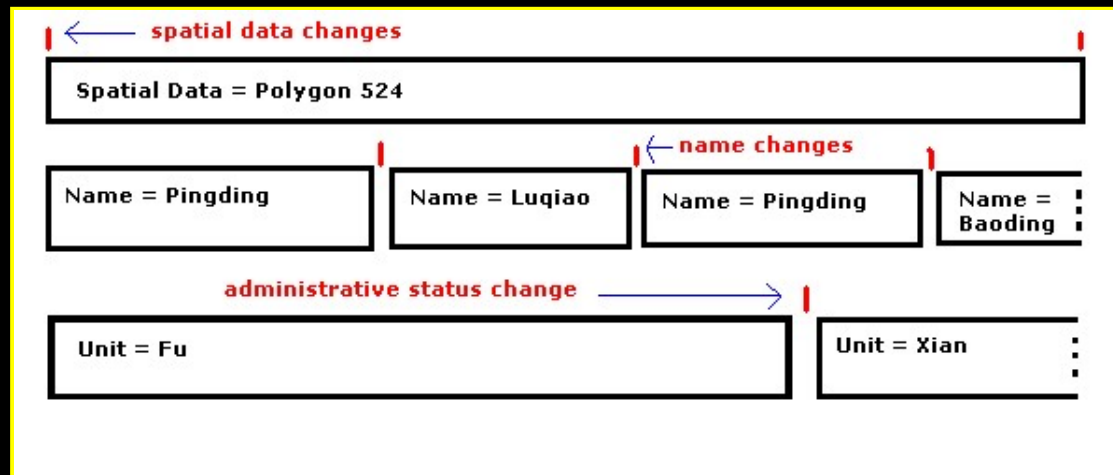 spatial data changes
Spatial Data = Polygon 524
name changes
Name = Pingding
Name = Luqiao
Name = Pingding
Name =
Baoding
administrative status change
Unit = Fu
Unit = Xian